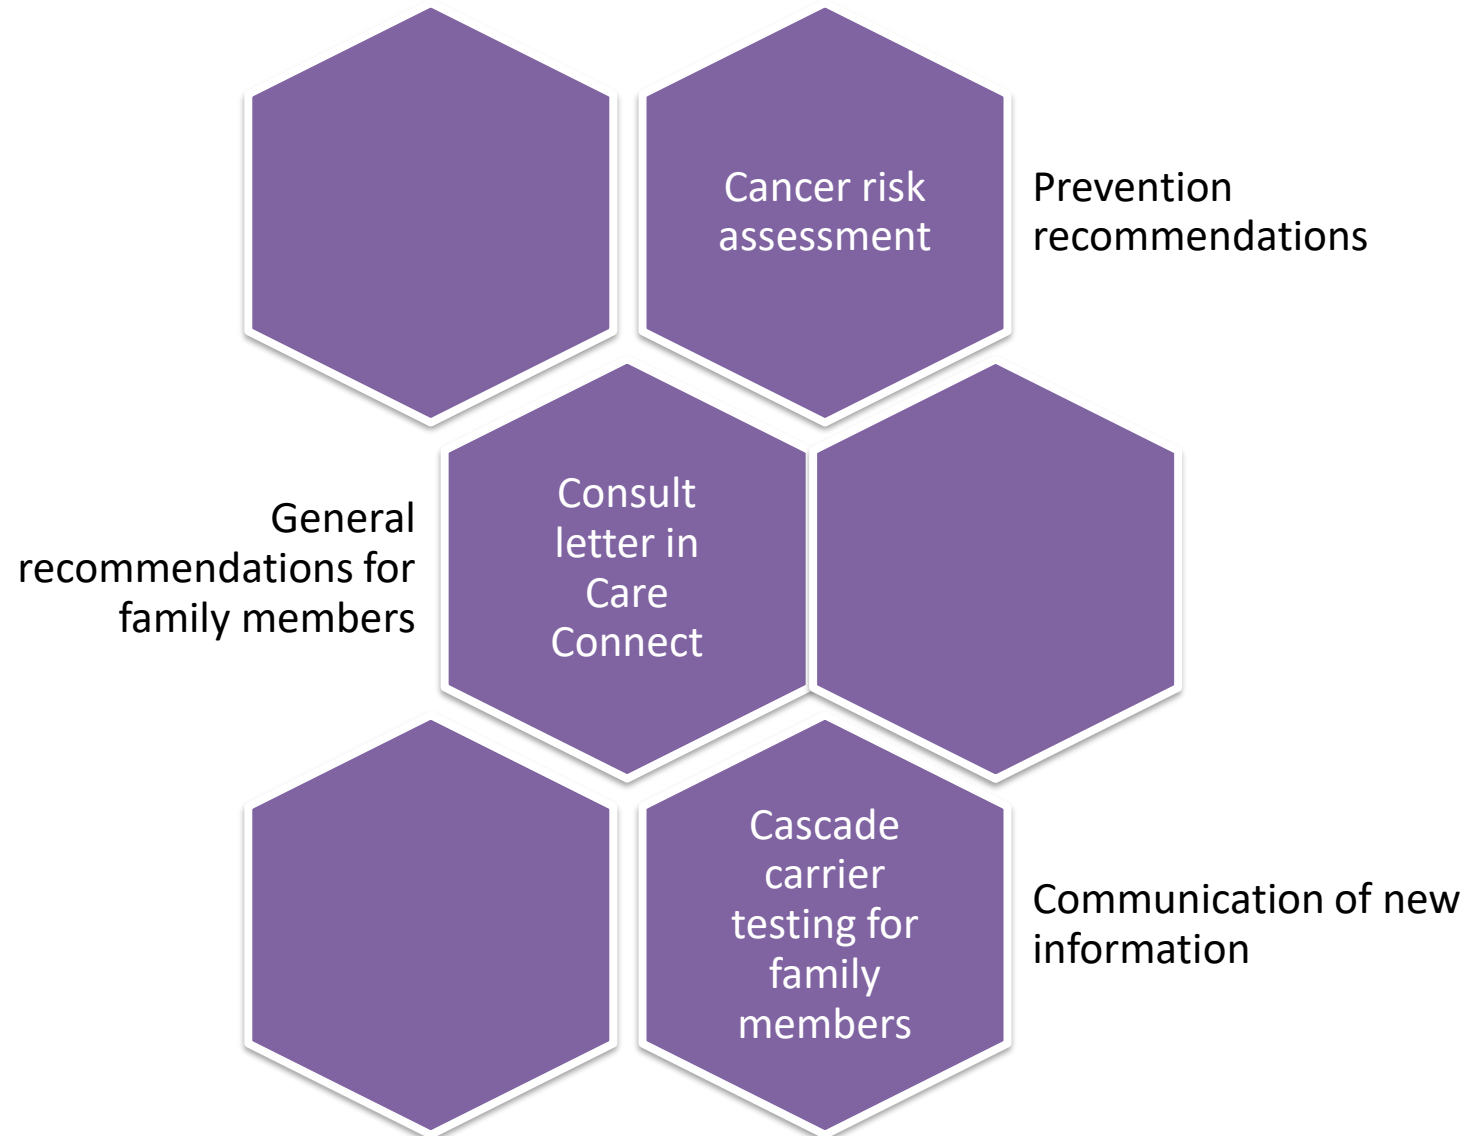 Cancer risk
assessment
Prevention
recommendations
General
recommendations for
family members
Consult
letter in
Care
Connect
Cascade
carrier
testing for
family
members
Communication of new
information